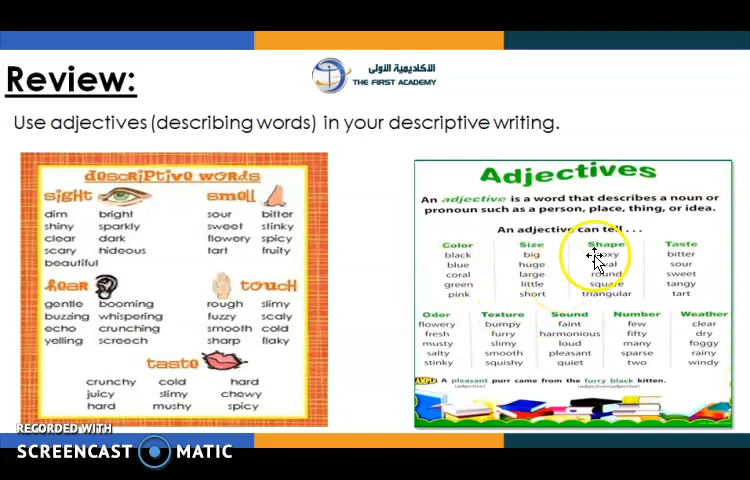 Review:
الأكاديمية الأولى
THE FIRST ACADEMY
Use adjectives (describing words) in your descriptive writing.
descriptive words
sight
dim bright
shiny sparkly
clear dark
scary hideous
beautiful
smell
sour bitter
sweet stinky
flowery spicy
tart fruity
hear
gentle booming
buzzing whispering
echo crunching
yelling screech
touch
rough slimy
fuzzy scaly
smooth cold
sharp flaky
taste
crunchy cold hard
juicy slimy chewy
hard mushy spicy
Adjectives
An adjective is a word that describes a noun or
pronoun such as a person, place, thing, or idea.
An adjective can tell . . .
Color Size Shape Taste
black big oxy bitter
blue huge val sour
coral large round sweet
green little square tangy
pink short triangular tart
Odor Texture Sound Number Weather
flowery bumpy faint few clear
fresh furry harmonious fifty dry
musty slimy loud many foggy
salty smooth pleasant sparse rainy
stinky squishy quiet two windy
AMPLE A pleasant purr came from the furry black kitten.
(adjective) (adjective/adjective)
RECORDED WITH
SCREENCAST MATIC